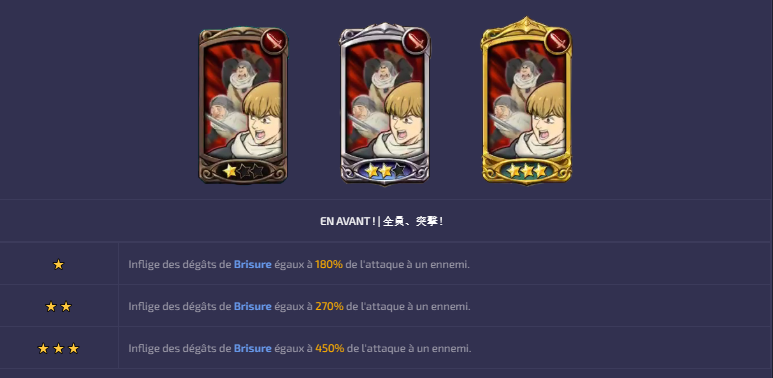 EN AVANT ! | 全員、突撃 !
Inflige des dégâts de Brisure égaux à 180% de l'attaque à un ennemi.
Inflige des dégâts de Brisure égaux à 270% de l'attaque à un ennemi.
Inflige des dégâts de Brisure égaux à 450% de l'attaque à un ennemi.